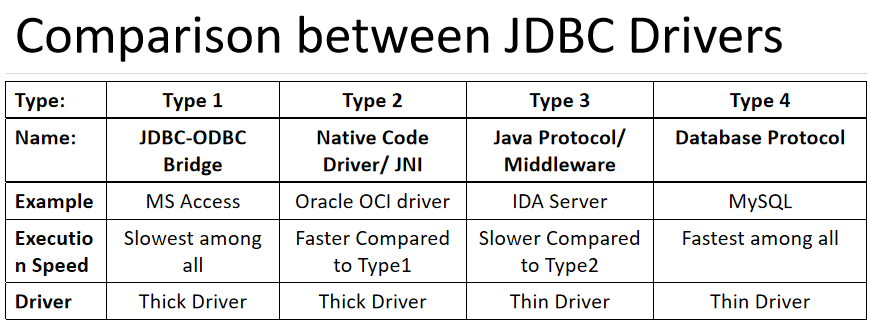 Comparison between JDBC Drivers
Type: Type 1 Type 2 Type 3 Type 4
Name: JDBC-ODBC Native Code Java Protocol/ Database Protocol
Bridge Driver/ JNI Middleware
Example MS Access Oracle OCI driver IDA Server MySQL
Executio Slowest among Faster Compared Slower Compared Fastest among all
n Speed all to Type1 to Type2
Driver Thick Driver Thick Driver Thin Driver Thin Driver